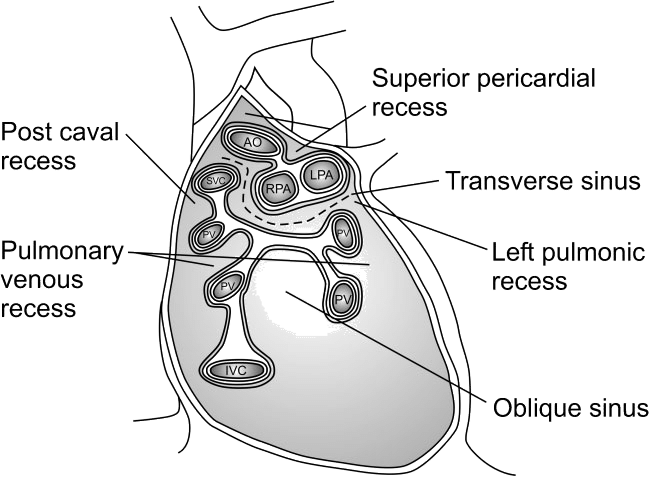 Superior pericardial
recess
Post caval
recess
AO
SVC
RPA
LPA
Transverse sinus
PV
PV
Pulmonary
venous
recess
Left pulmonic
recess
PV
PV
IVC
Oblique sinus